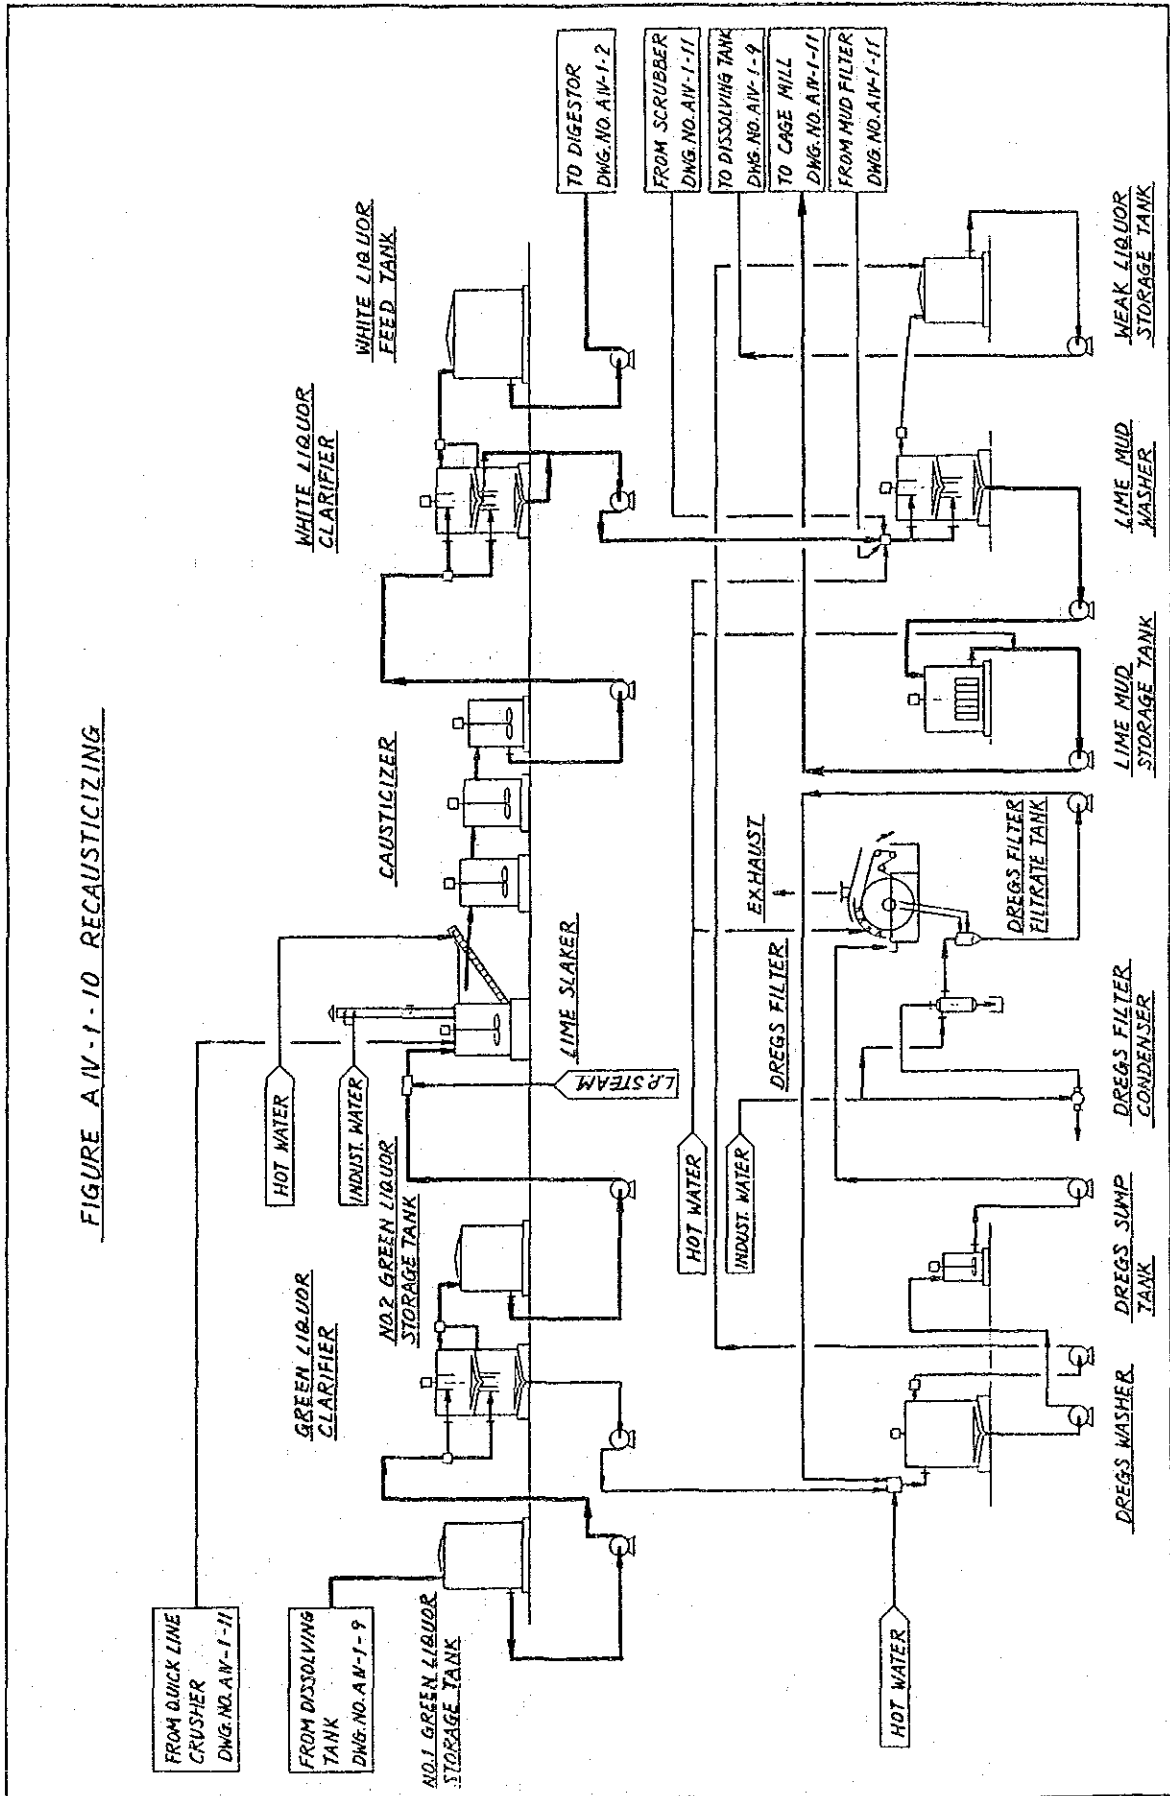 FIGURE AIV-1-10 RECAUSTICIZING
FROM QUICK LINE
CRUSHER
DWG.NO.AIV-1-11
FROM DISSOLVING
TANK
DWG.NO.AIV-1-9
NO.1 GREEN LIQUOR
STORAGE TANK
GREEN LIQUOR
CLARIFIER
NO.2 GREEN LIQUOR
STORAGE TANK
HOT WATER
INDUST. WATER
L.P. STEAM
LIME SLAKER
CAUSTICIZER
WHITE LIQUOR
CLARIFIER
WHITE LIQUOR
FEED TANK
TO DIGESTOR
DWG.NO.AIV-1-2
FROM SCRUBBER
DWG.NO.AIV-1-11
TO DISSOLVING TANK
DWG.NO.AIV-1-9
TO CAGE MILL
DWG.NO.AIV-1-11
FROM MUD FILTER
DWG.NO.AIV-1-11
HOT WATER
INDUST. WATER
DREGS FILTER
EXHAUST
HOT WATER
DREGS WASHER
DREGS SUMP
TANK
DREGS FILTER
CONDENSER
DREGS FILTER
FILTRATE TANK
LIME MUD
STORAGE TANK
LIME MUD
WASHER
WEAK LIQUOR
STORAGE TANK